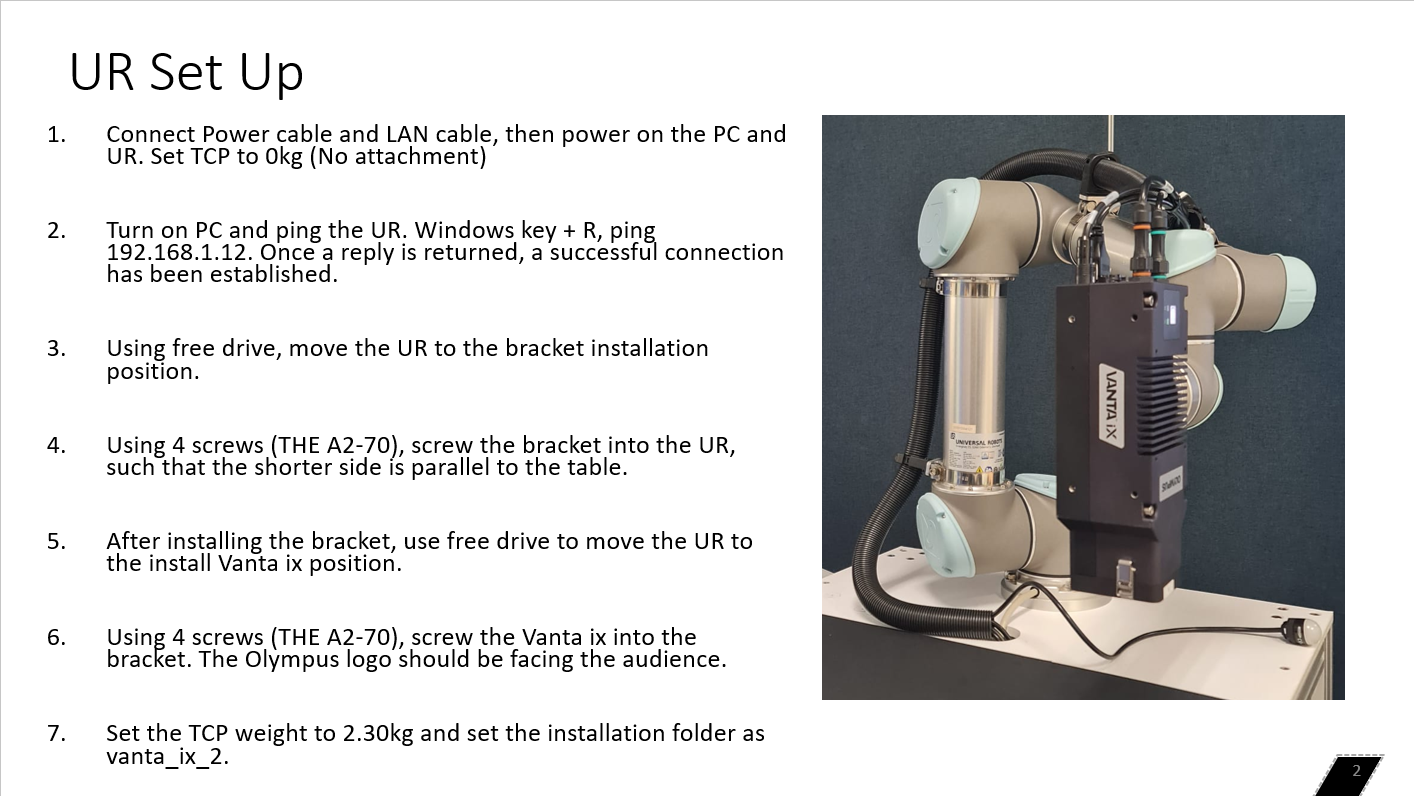 UR Set Up
1. Connect Power cable and LAN cable, then power on the PC and
UR. Set TCP to 0kg (No attachment)
2. Turn on PC and ping the UR. Windows key + R, ping
192.168.1.12. Once a reply is returned, a successful connection
has been established.
3. Using free drive, move the UR to the bracket installation
position.
4. Using 4 screws (THE A2-70), screw the bracket into the UR,
such that the shorter side is parallel to the table.
5. After installing the bracket, use free drive to move the UR to
the install Vanta ix position.
6. Using 4 screws (THE A2-70), screw the Vanta ix into the
bracket. The Olympus logo should be facing the audience.
7. Set the TCP weight to 2.30kg and set the installation folder as
vanta_ix_2.
UNIVERSAL ROBOTS
VANTA iX
OLYMPUS
2